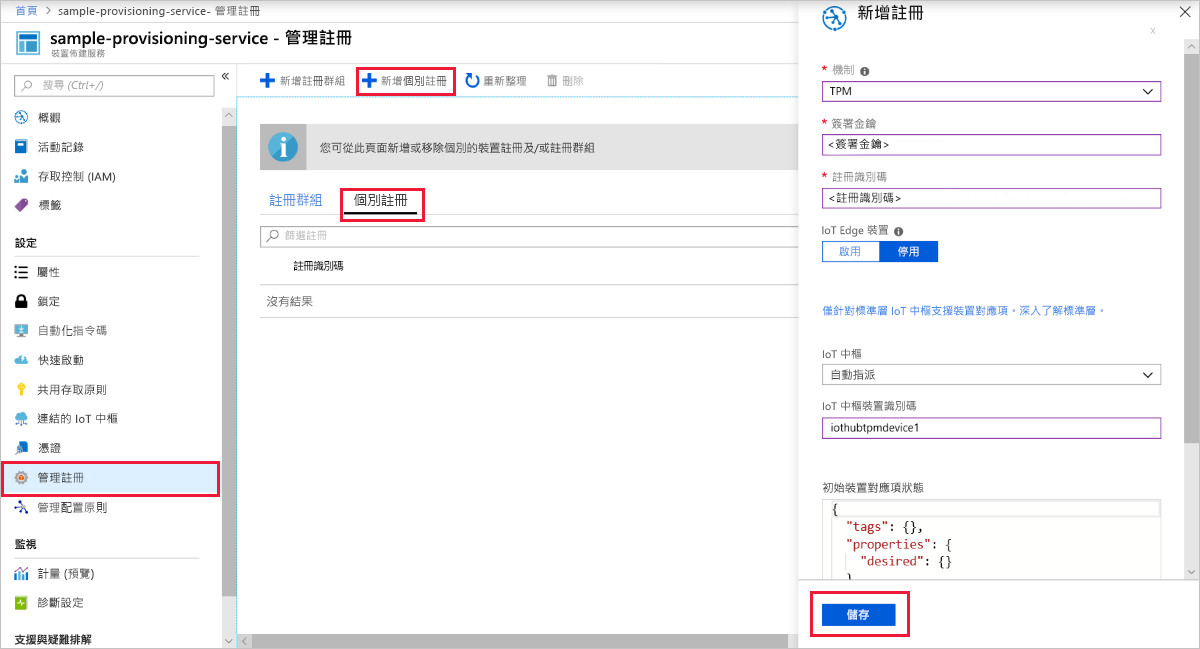 首頁 > sample-provisioning-service- 管理註冊
sample-provisioning-service - 管理註冊
裝置佈建服務
搜尋 (Ctrl+/)
«
概觀
活動記錄
存取控制 (IAM)
標籤
設定
屬性
鎖定
自動化指令碼
快速啟動
共用存取原則
連結的 IoT 中樞
憑證
管理註冊
管理配置原則
監視
計量 (預覽)
診斷設定
支援與疑難排解
新增註冊群組
新增個別註冊
重新整理
刪除
您可從此頁面新增或移除個別的裝置註冊及/或註冊群組
註冊群組
個別註冊
篩選註冊
註冊識別碼
沒有結果
新增註冊
x
* 機制
TPM
* 簽署金鑰
<簽署金鑰>
* 註冊識別碼
<註冊識別碼>
IoT Edge 裝置
啟用
停用
僅針對標準層 IoT 中樞支援裝置對應項。深入了解標準層。
IoT 中樞
自動指派
IoT 中樞裝置識別碼
iothubtpmdevice1
初始裝置對應項狀態
{
"tags": {},
"properties": {
"desired": {}
}
儲存